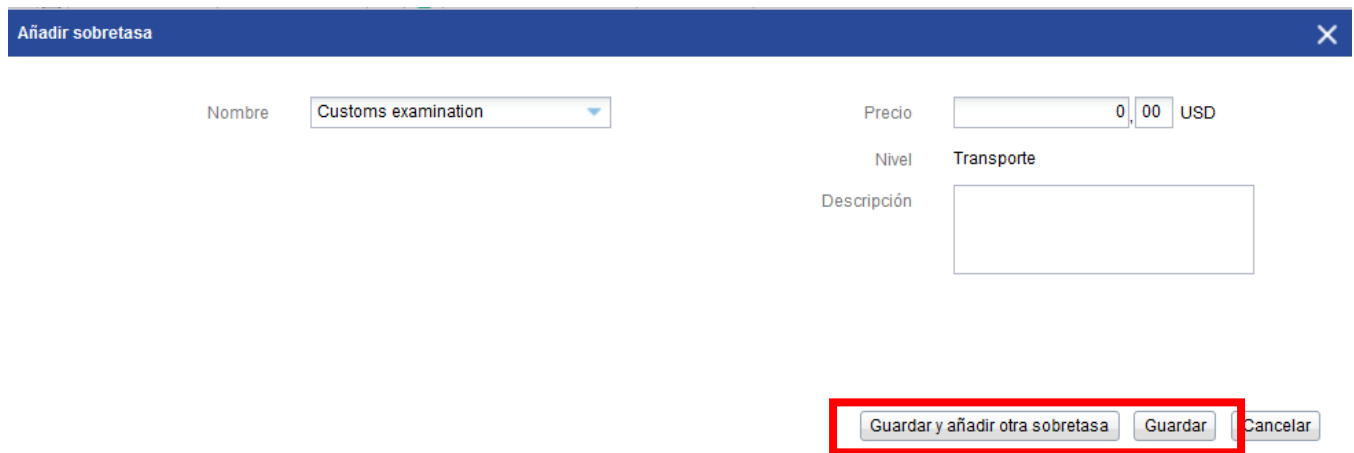 Añadir sobretasa
Nombre Customs examination Precio 0,00 USD
Nivel Transporte
Descripción
Guardar y añadir otra sobretasa Guardar Cancelar